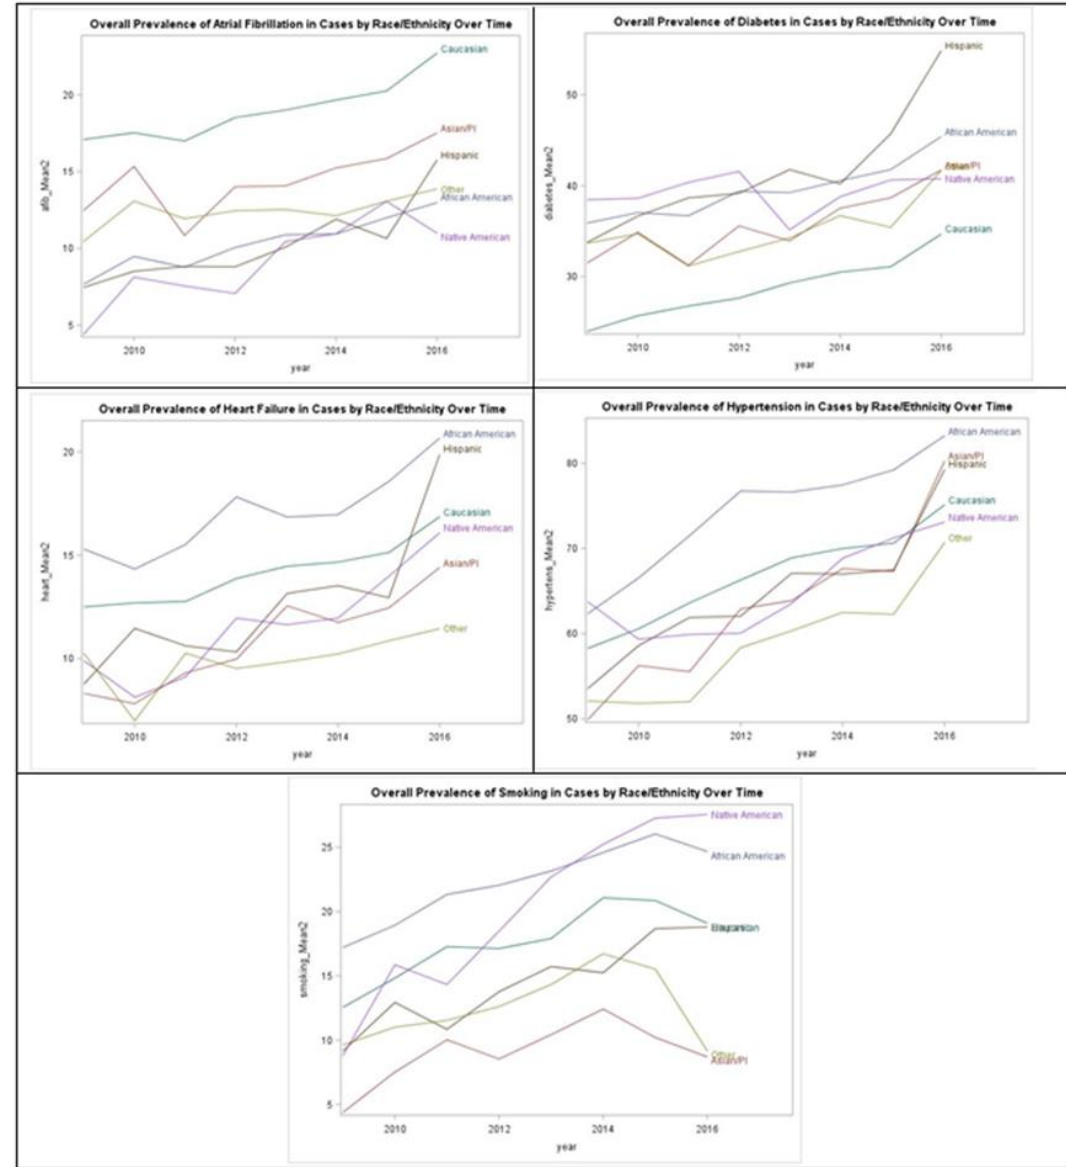 Overall Prevalence of Atrial Fibrillation in Cases by Race/Ethnicity Over Time
afib_Mean2
20
15
10
5
Caucasian
Asian/PI
Hispanic
Other
African American
Native American
2010 2012 2014 2016
year
Overall Prevalence of Diabetes in Cases by Race/Ethnicity Over Time
diabetes_Mean2
50
40
30
Hispanic
African American
Asian/PI
Native American
Caucasian
2010 2012 2014 2016
year
Overall Prevalence of Heart Failure in Cases by Race/Ethnicity Over Time
heart_Mean2
20
15
10
African American
Hispanic
Caucasian
Native American
Asian/PI
Other
2010 2012 2014 2016
year
Overall Prevalence of Hypertension in Cases by Race/Ethnicity Over Time
hypertens_Mean2
80
70
60
50
African American
Asian/PI
Hispanic
Caucasian
Native American
Other
2010 2012 2014 2016
year
Overall Prevalence of Smoking in Cases by Race/Ethnicity Over Time
smoking_Mean2
25
20
15
10
5
Native American
African American
Other
Asian/PI
2010 2012 2014 2016
year